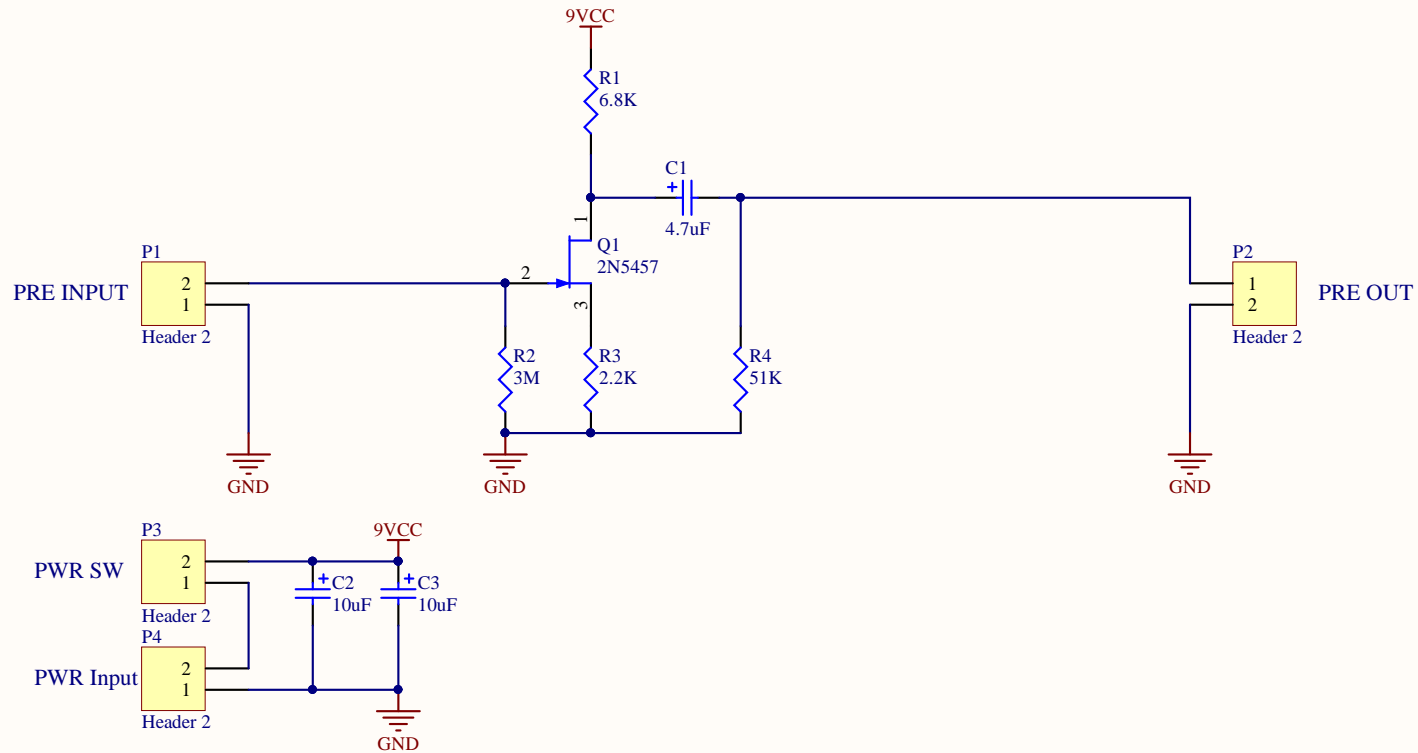 9VCC
R1
6.8K
C1
4.7uF
1
Q1
2N5457
2
3
P1
PRE INPUT
2
1
Header 2
R2
3M
R3
2.2K
R4
51K
P2
1
2
PRE OUT
Header 2
GND
GND
GND
P3
PWR SW
2
1
Header 2
9VCC
C2
10uF
C3
10uF
P4
PWR Input
2
1
Header 2
GND